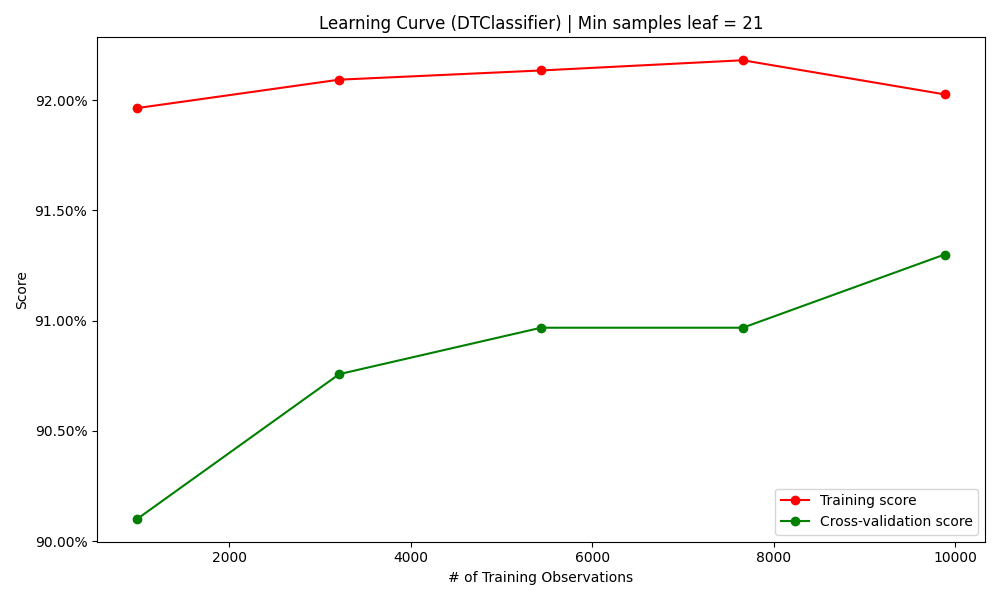 Learning Curve (DTClassifier) | Min samples leaf = 21
92.00%
91.50%
91.00%
90.50%
90.00%
Score
2000
4000
6000
8000
10000
# of Training Observations
Training score
Cross-validation score